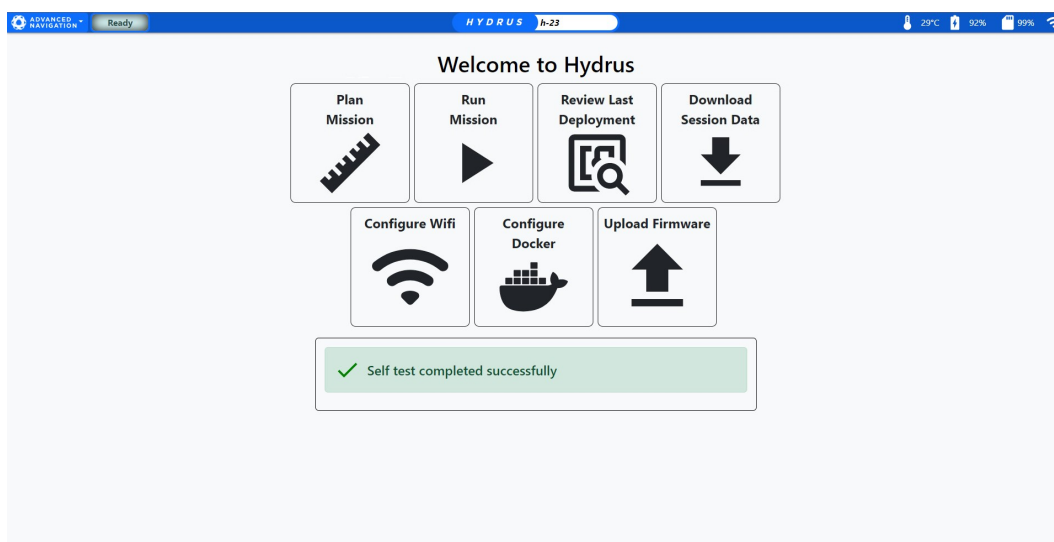 ADVANCED
NAVIGATION
Ready
HYDRUS
h-23
29°C
92%
99%
Welcome to Hydrus
Plan
Mission
Run
Mission
Review Last
Deployment
Download
Session Data
Configure Wifi
Configure
Docker
Upload Firmware
Self test completed successfully